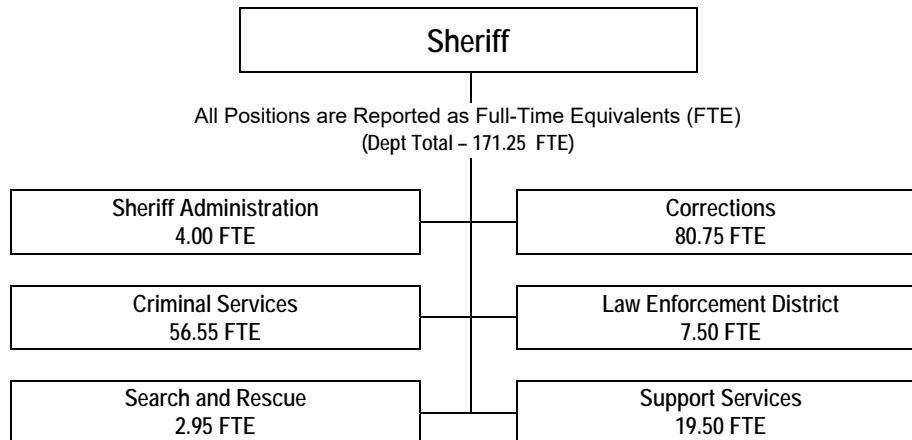 Sheriff
All Positions are Reported as Full-Time Equivalents (FTE)
(Dept Total – 171.25 FTE)
Sheriff Administration
4.00 FTE
Corrections
80.75 FTE
Criminal Services
56.55 FTE
Law Enforcement District
7.50 FTE
Search and Rescue
2.95 FTE
Support Services
19.50 FTE